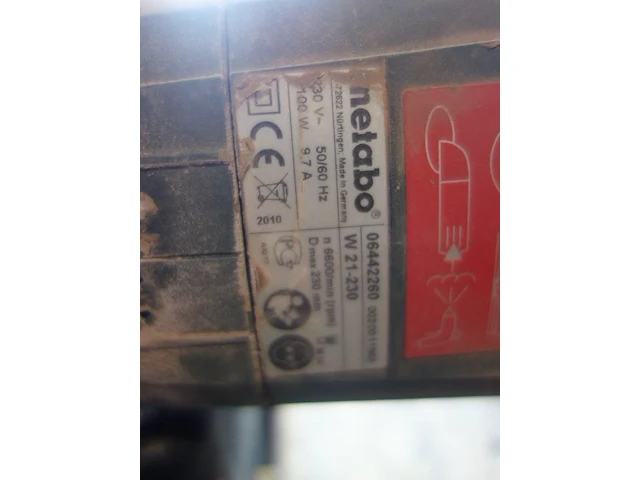 metabo®
-72622 Nürtingen, Made in Germany
230 V~ 50/60 Hz
100 W 9.7 A
2010
06442260
W 21-230
n 6600/min (rpm)
D max 230 mm